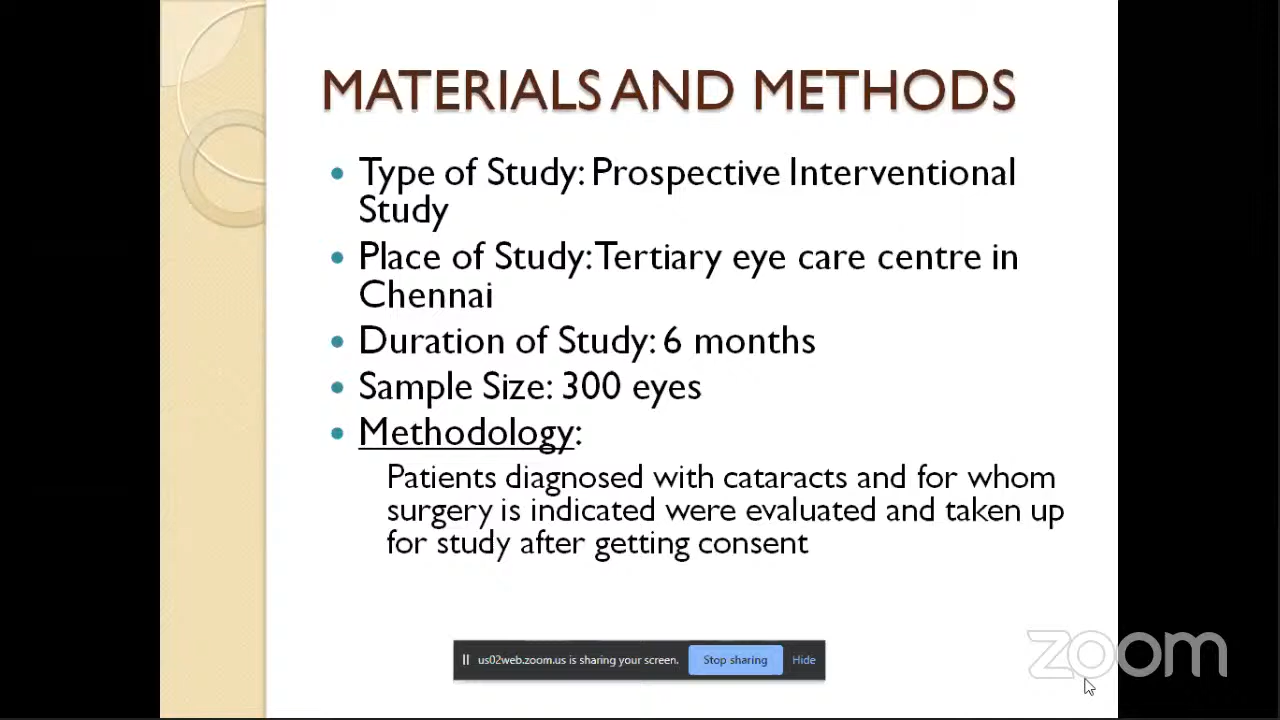 MATERIALS AND METHODS
Type of Study: Prospective Interventional
Study
Place of Study: Tertiary eye care centre in
Chennai
Duration of Study: 6 months
Sample Size: 300 eyes
Methodology:
Patients diagnosed with cataracts and for whom
surgery is indicated were evaluated and taken up
for study after getting consent
us02web.zoom.us is sharing your screen. Stop sharing Hide
zoom